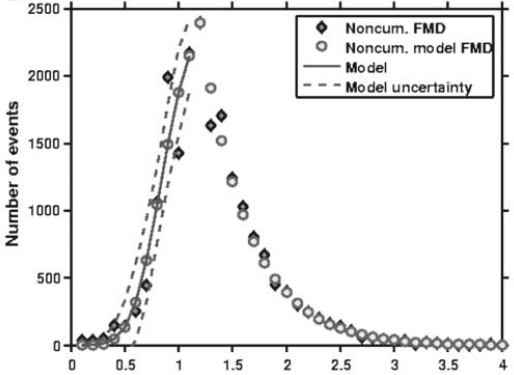 2500
2000
1500
1000
500
0
Number of events
Noncum. FMD
Noncum. model FMD
Model
Model uncertainty
0 0.5 1 1.5 2 2.5 3 3.5 4